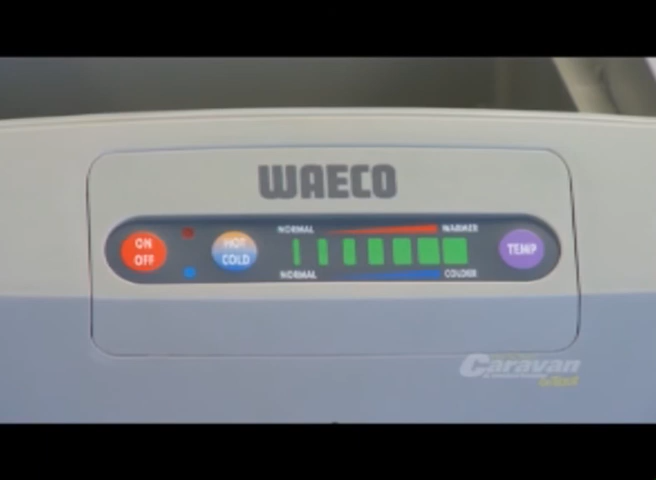 WAECO
ON
OFF
HOT
COLD
NORMAL WARMER
NORMAL COLDER
TEMP
Caravan